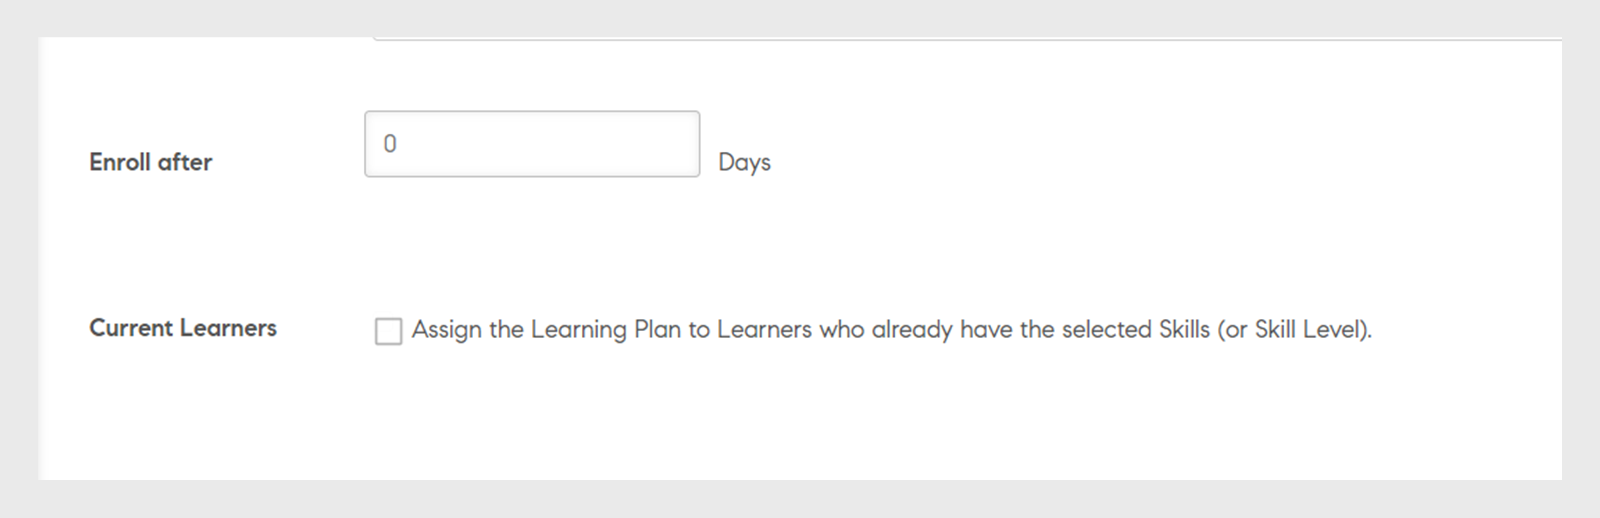 Enroll after
0
Days
Current Learners
Assign the Learning Plan to Learners who already have the selected Skills (or Skill Level).